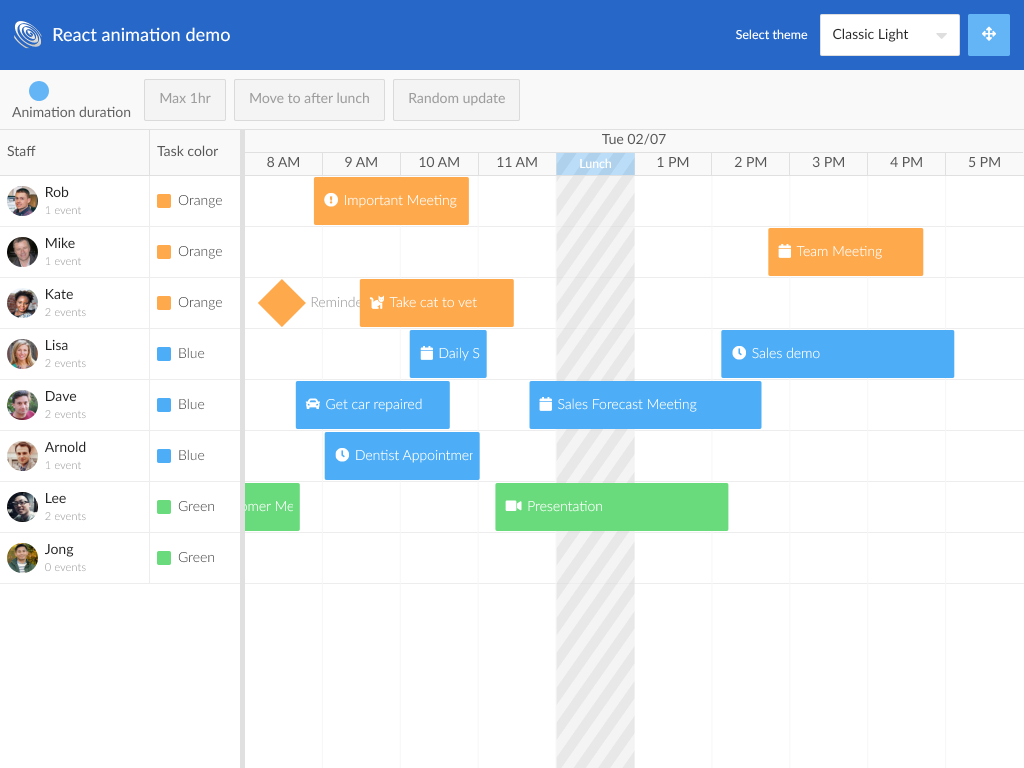 React animation demo
Select theme
Classic Light
Animation duration
Max 1hr
Move to after lunch
Random update
Staff
Task color
Tue 02/07
8 AM
9 AM
10 AM
11 AM
Lunch
1 PM
2 PM
3 PM
4 PM
5 PM
Rob
1 event
Orange
Important Meeting
Mike
1 event
Orange
Team Meeting
Kate
2 events
Orange
Reminde
Take cat to vet
Lisa
2 events
Blue
Daily S
Sales demo
Dave
2 events
Blue
Get car repaired
Sales Forecast Meeting
Arnold
1 event
Blue
Dentist Appointmen
Lee
2 events
Green
omer Me
Presentation
Jong
0 events
Green